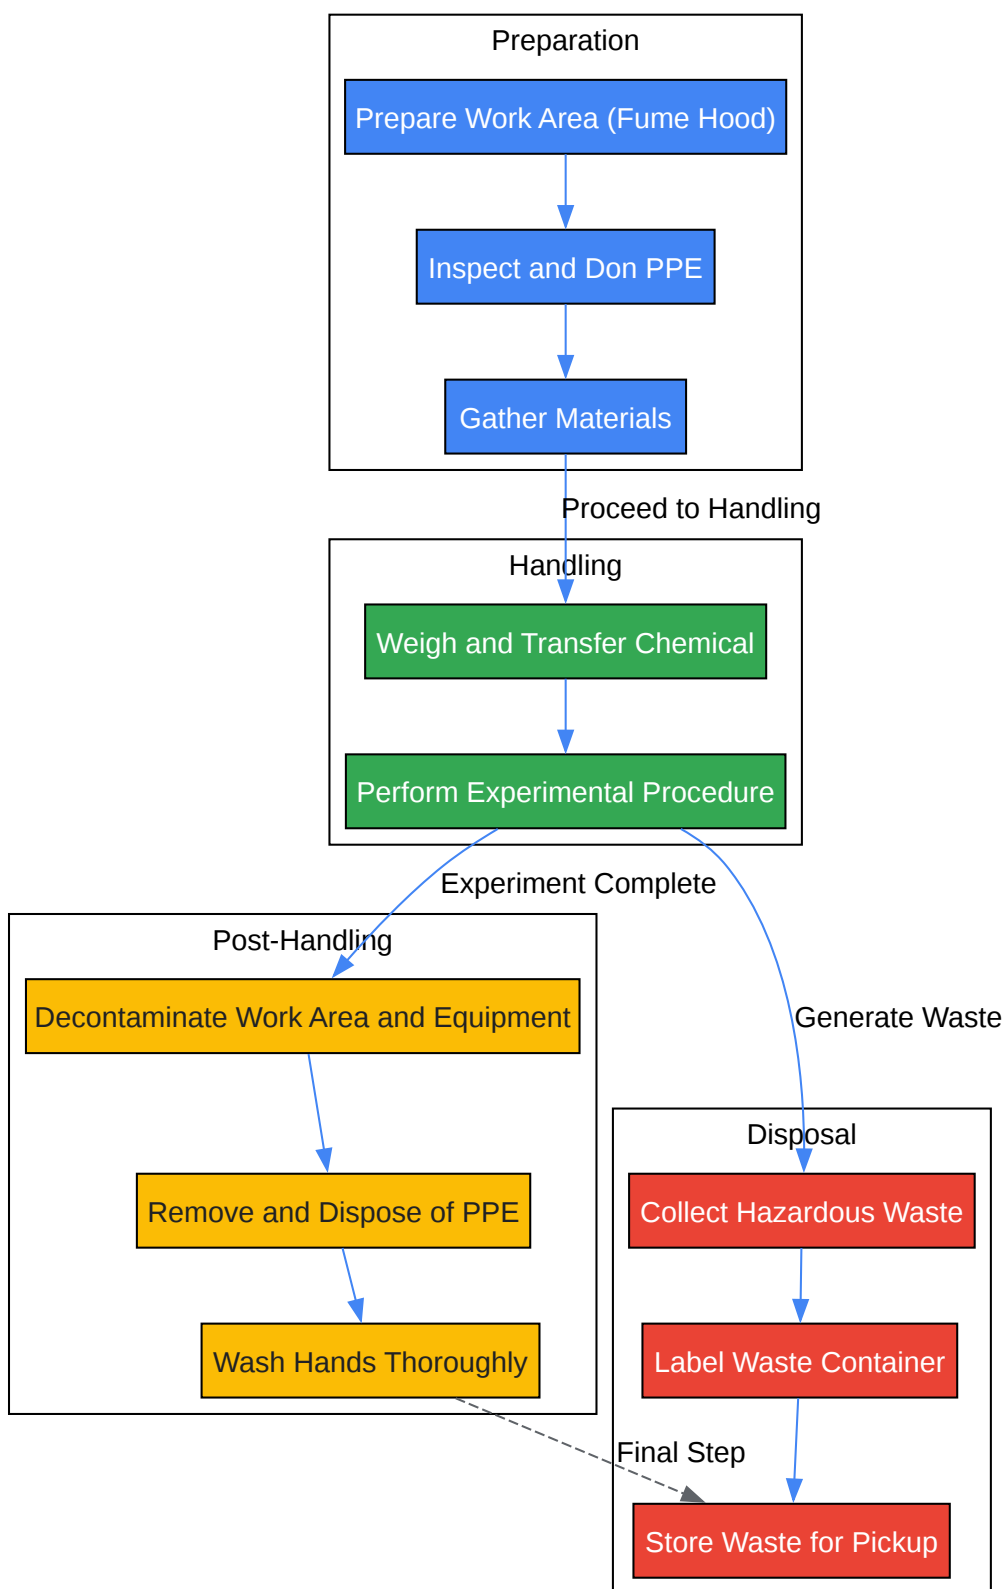 Preparation
Prepare Work Area (Fume Hood)
Inspect and Don PPE
Gather Materials
Proceed to Handling
Handling
Weigh and Transfer Chemical
Perform Experimental Procedure
Experiment Complete
Post-Handling
Decontaminate Work Area and Equipment
Generate Waste
Disposal
Remove and Dispose of PPE
Collect Hazardous Waste
Wash Hands Thoroughly
Label Waste Container
Final Step
Store Waste for Pickup